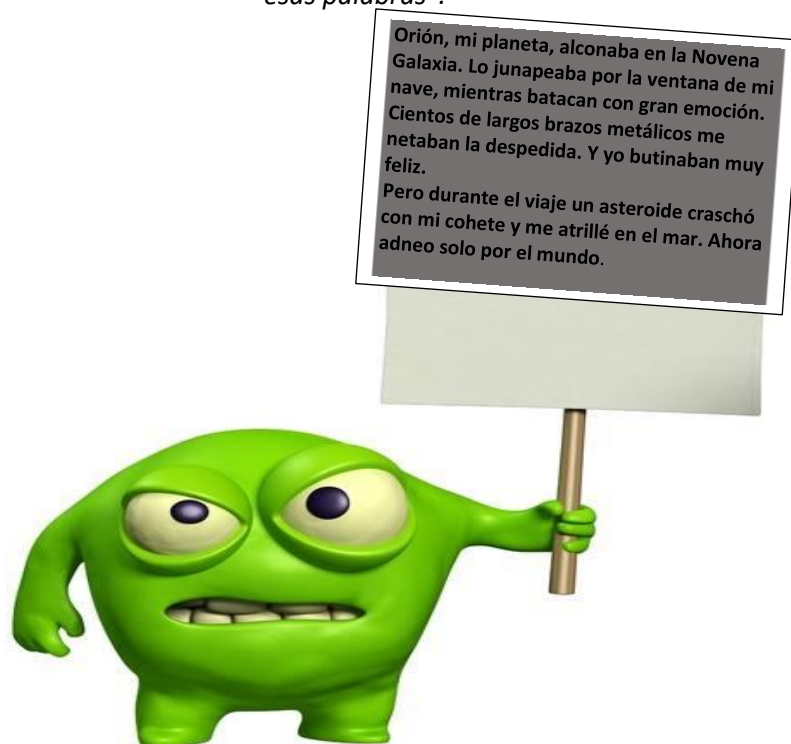 esas palabras".
Orión, mi planeta, alconaba en la Novena
Galaxia. Lo junapeaba por la ventana de mi
nave, mientras batacan con gran emoción.
Cientos de largos brazos metálicos me
netaban la despedida. Y yo butinaban muy
feliz.
Pero durante el viaje un asteroide craschó
con mi cohete y me atrillé en el mar. Ahora
adneo solo por el mundo.